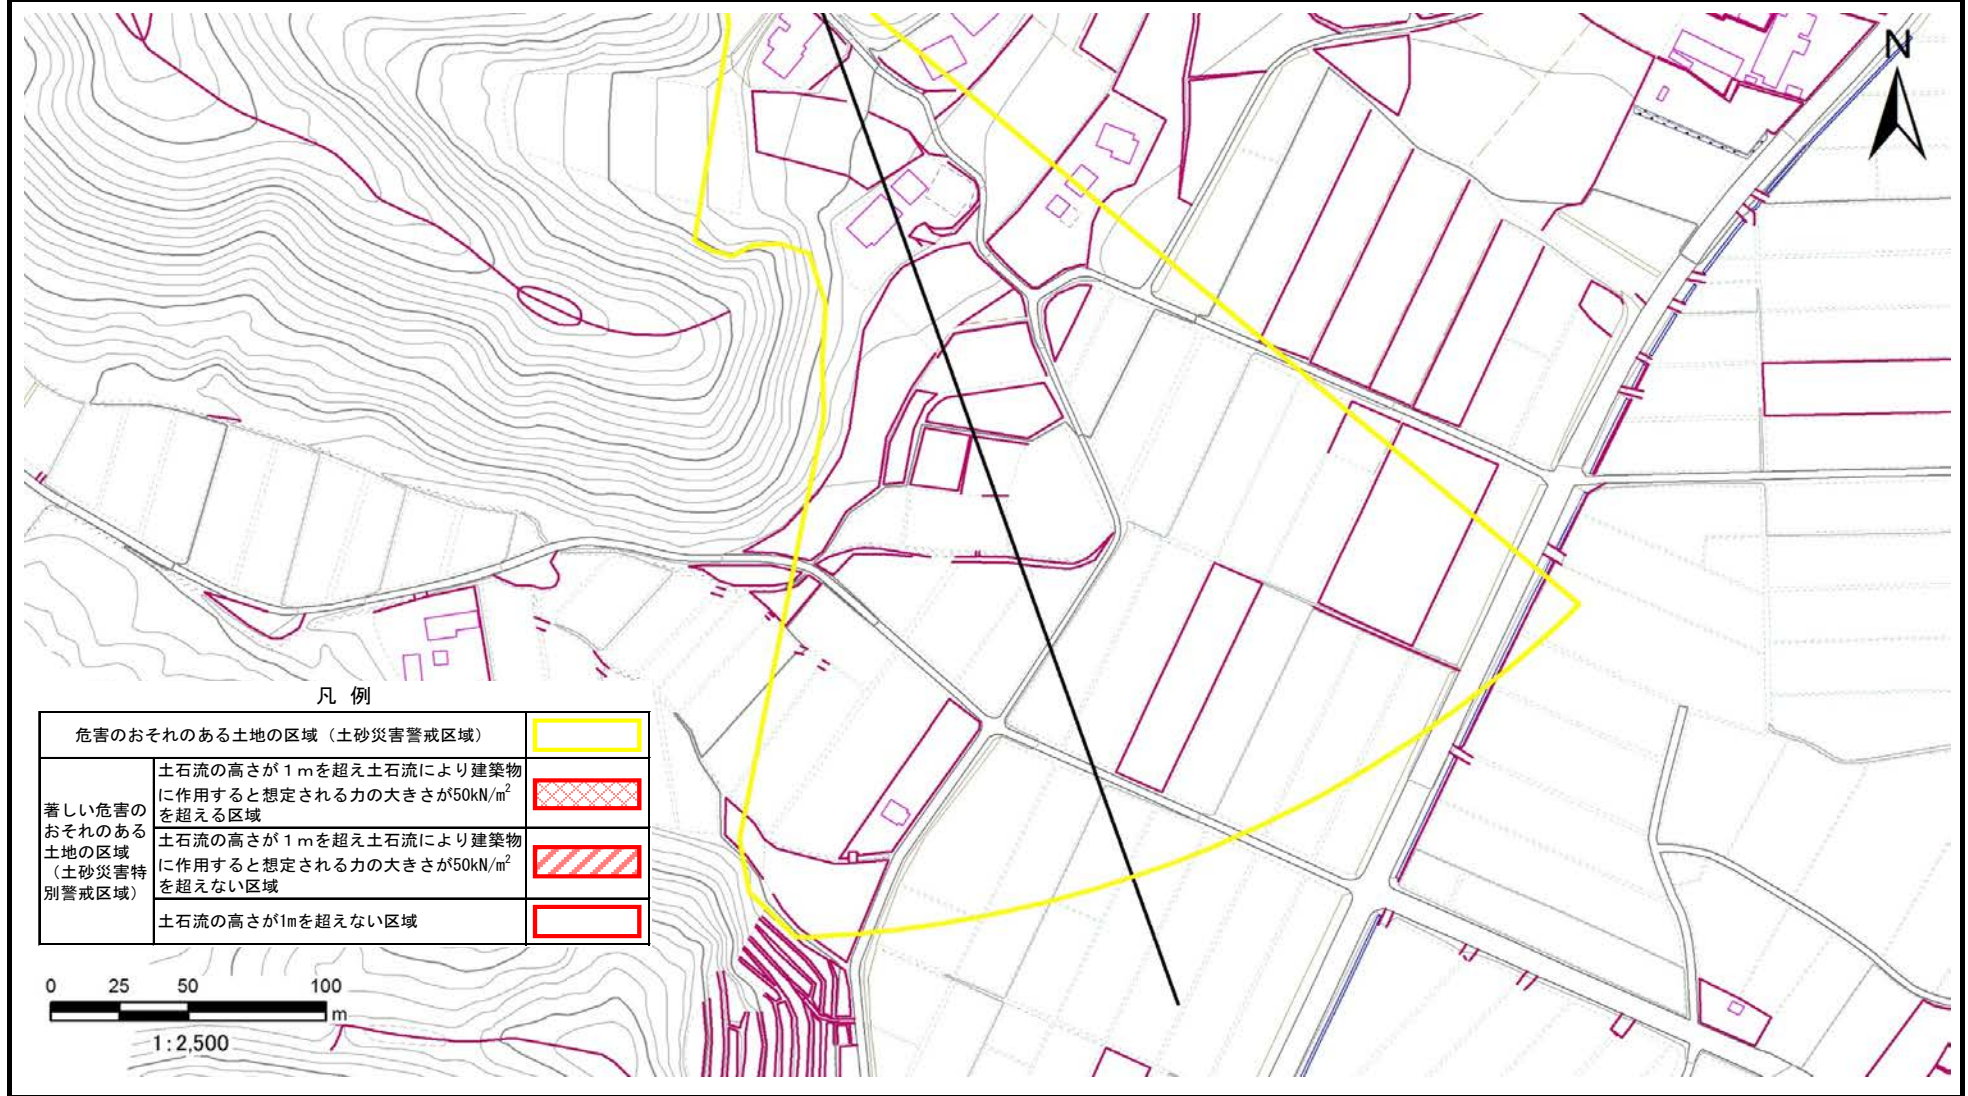 N
凡 例
危害のおそれのある土地の区域（土砂災害警戒区域）
著しい危害の
おそれのある
土地の区域
（土砂災害特
別警戒区域）
土石流の高さが１ｍを超え土石流により建築物
に作用すると想定される力の大きさが50kN/m²
を超える区域
土石流の高さが１ｍを超え土石流により建築物
に作用すると想定される力の大きさが50kN/m²
を超えない区域
土石流の高さが1mを超えない区域
0 25 50 100
m
1:2,500